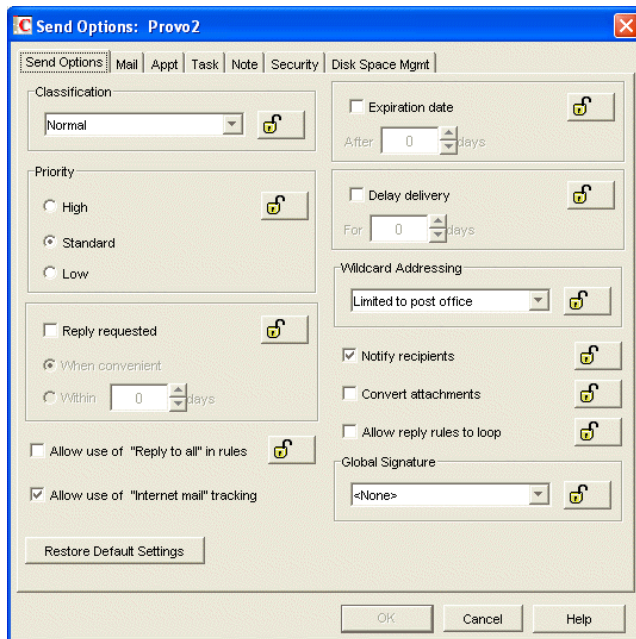 Send Options: Provo2
Send Options Mail Appt Task Note Security Disk Space Mgmt
Classification
Normal
Priority
High
Standard
Low
Reply requested
When convenient
Within 0 days
Allow use of "Reply to all" in rules
Allow use of "Internet mail" tracking
Restore Default Settings
Expiration date
After 0 days
Delay delivery
For 0 days
Wildcard Addressing
Limited to post office
Notify recipients
Convert attachments
Allow reply rules to loop
Global Signature
<None>
OK Cancel Help